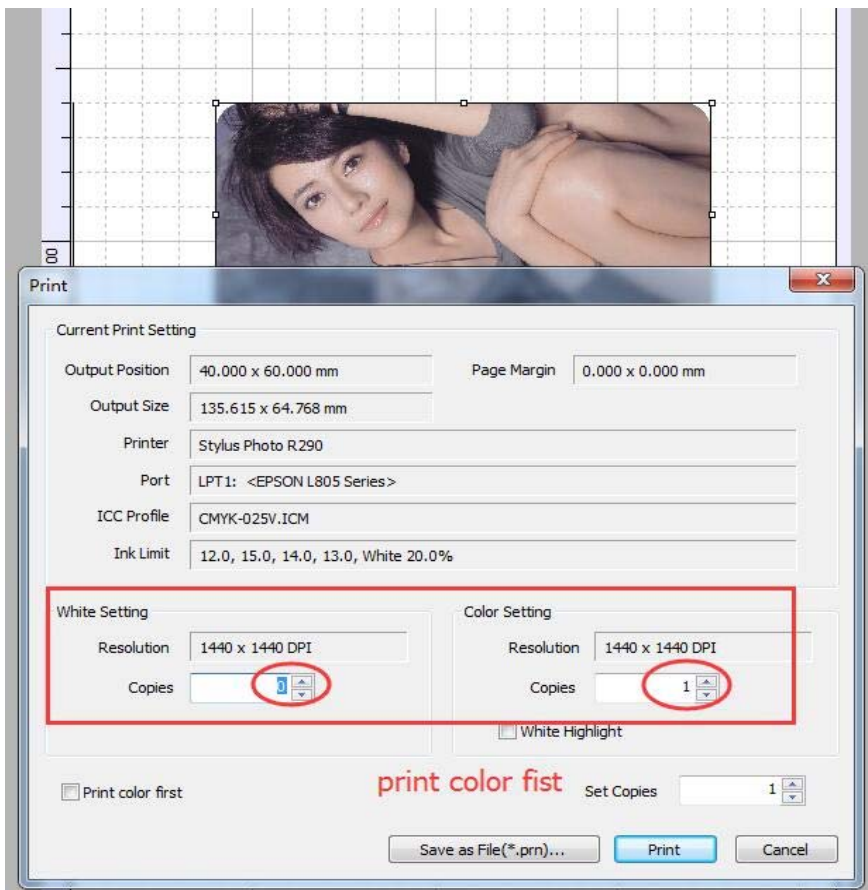 00
Print
Current Print Setting
Output Position 40.000 x 60.000 mm Page Margin 0.000 x 0.000 mm
Output Size 135.615 x 64.768 mm
Printer Stylus Photo R290
Port LPT1: <EPSON L805 Series>
ICC Profile CMYK-025V.ICM
Ink Limit 12.0, 15.0, 14.0, 13.0, White 20.0%
White Setting Color Setting
Resolution 1440 x 1440 DPI Resolution 1440 x 1440 DPI
Copies 0 Copies 1
White Highlight
Print color first print color fist Set Copies 1
Save as File(*.prn)... Print Cancel